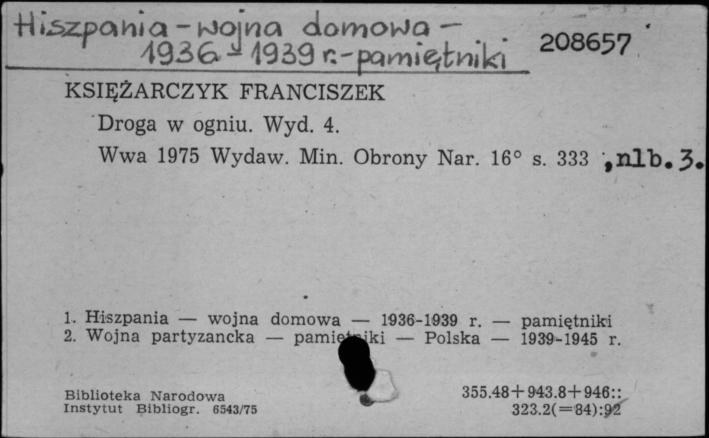 Hiszpania - wojna domowa -
1936 - 1939 r. - pamiętniki
208657
KSIĘŻARCZYK FRANCISZEK
Droga w ogniu. Wyd. 4.
Wwa 1975 Wydaw. Min. Obrony Nar. 16° s. 333 ,nlb.3.
1. Hiszpania — wojna domowa — 1936-1939 r. — pamiętniki
2. Wojna partyzancka — pamiętniki — Polska — 1939-1945 r.
Biblioteka Narodowa
Instytut Bibliogr. 6543/75
355.48+943.8+946::
323.2(=84):92